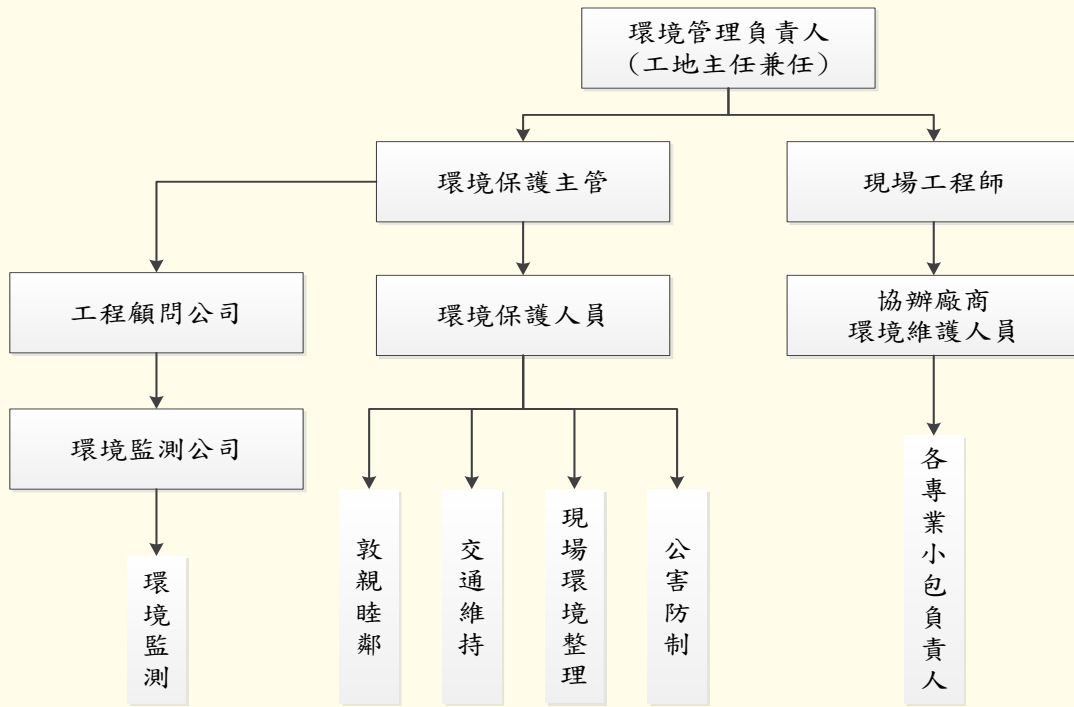 環境管理負責人
(工地主任兼任)
環境保護主管
現場工程師
工程顧問公司
環境保護人員
協辦廠商
環境維護人員
環境監測公司
環境監測
敦親睦鄰
交通維持
現場環境整理
公害防制
各專業小包負責人